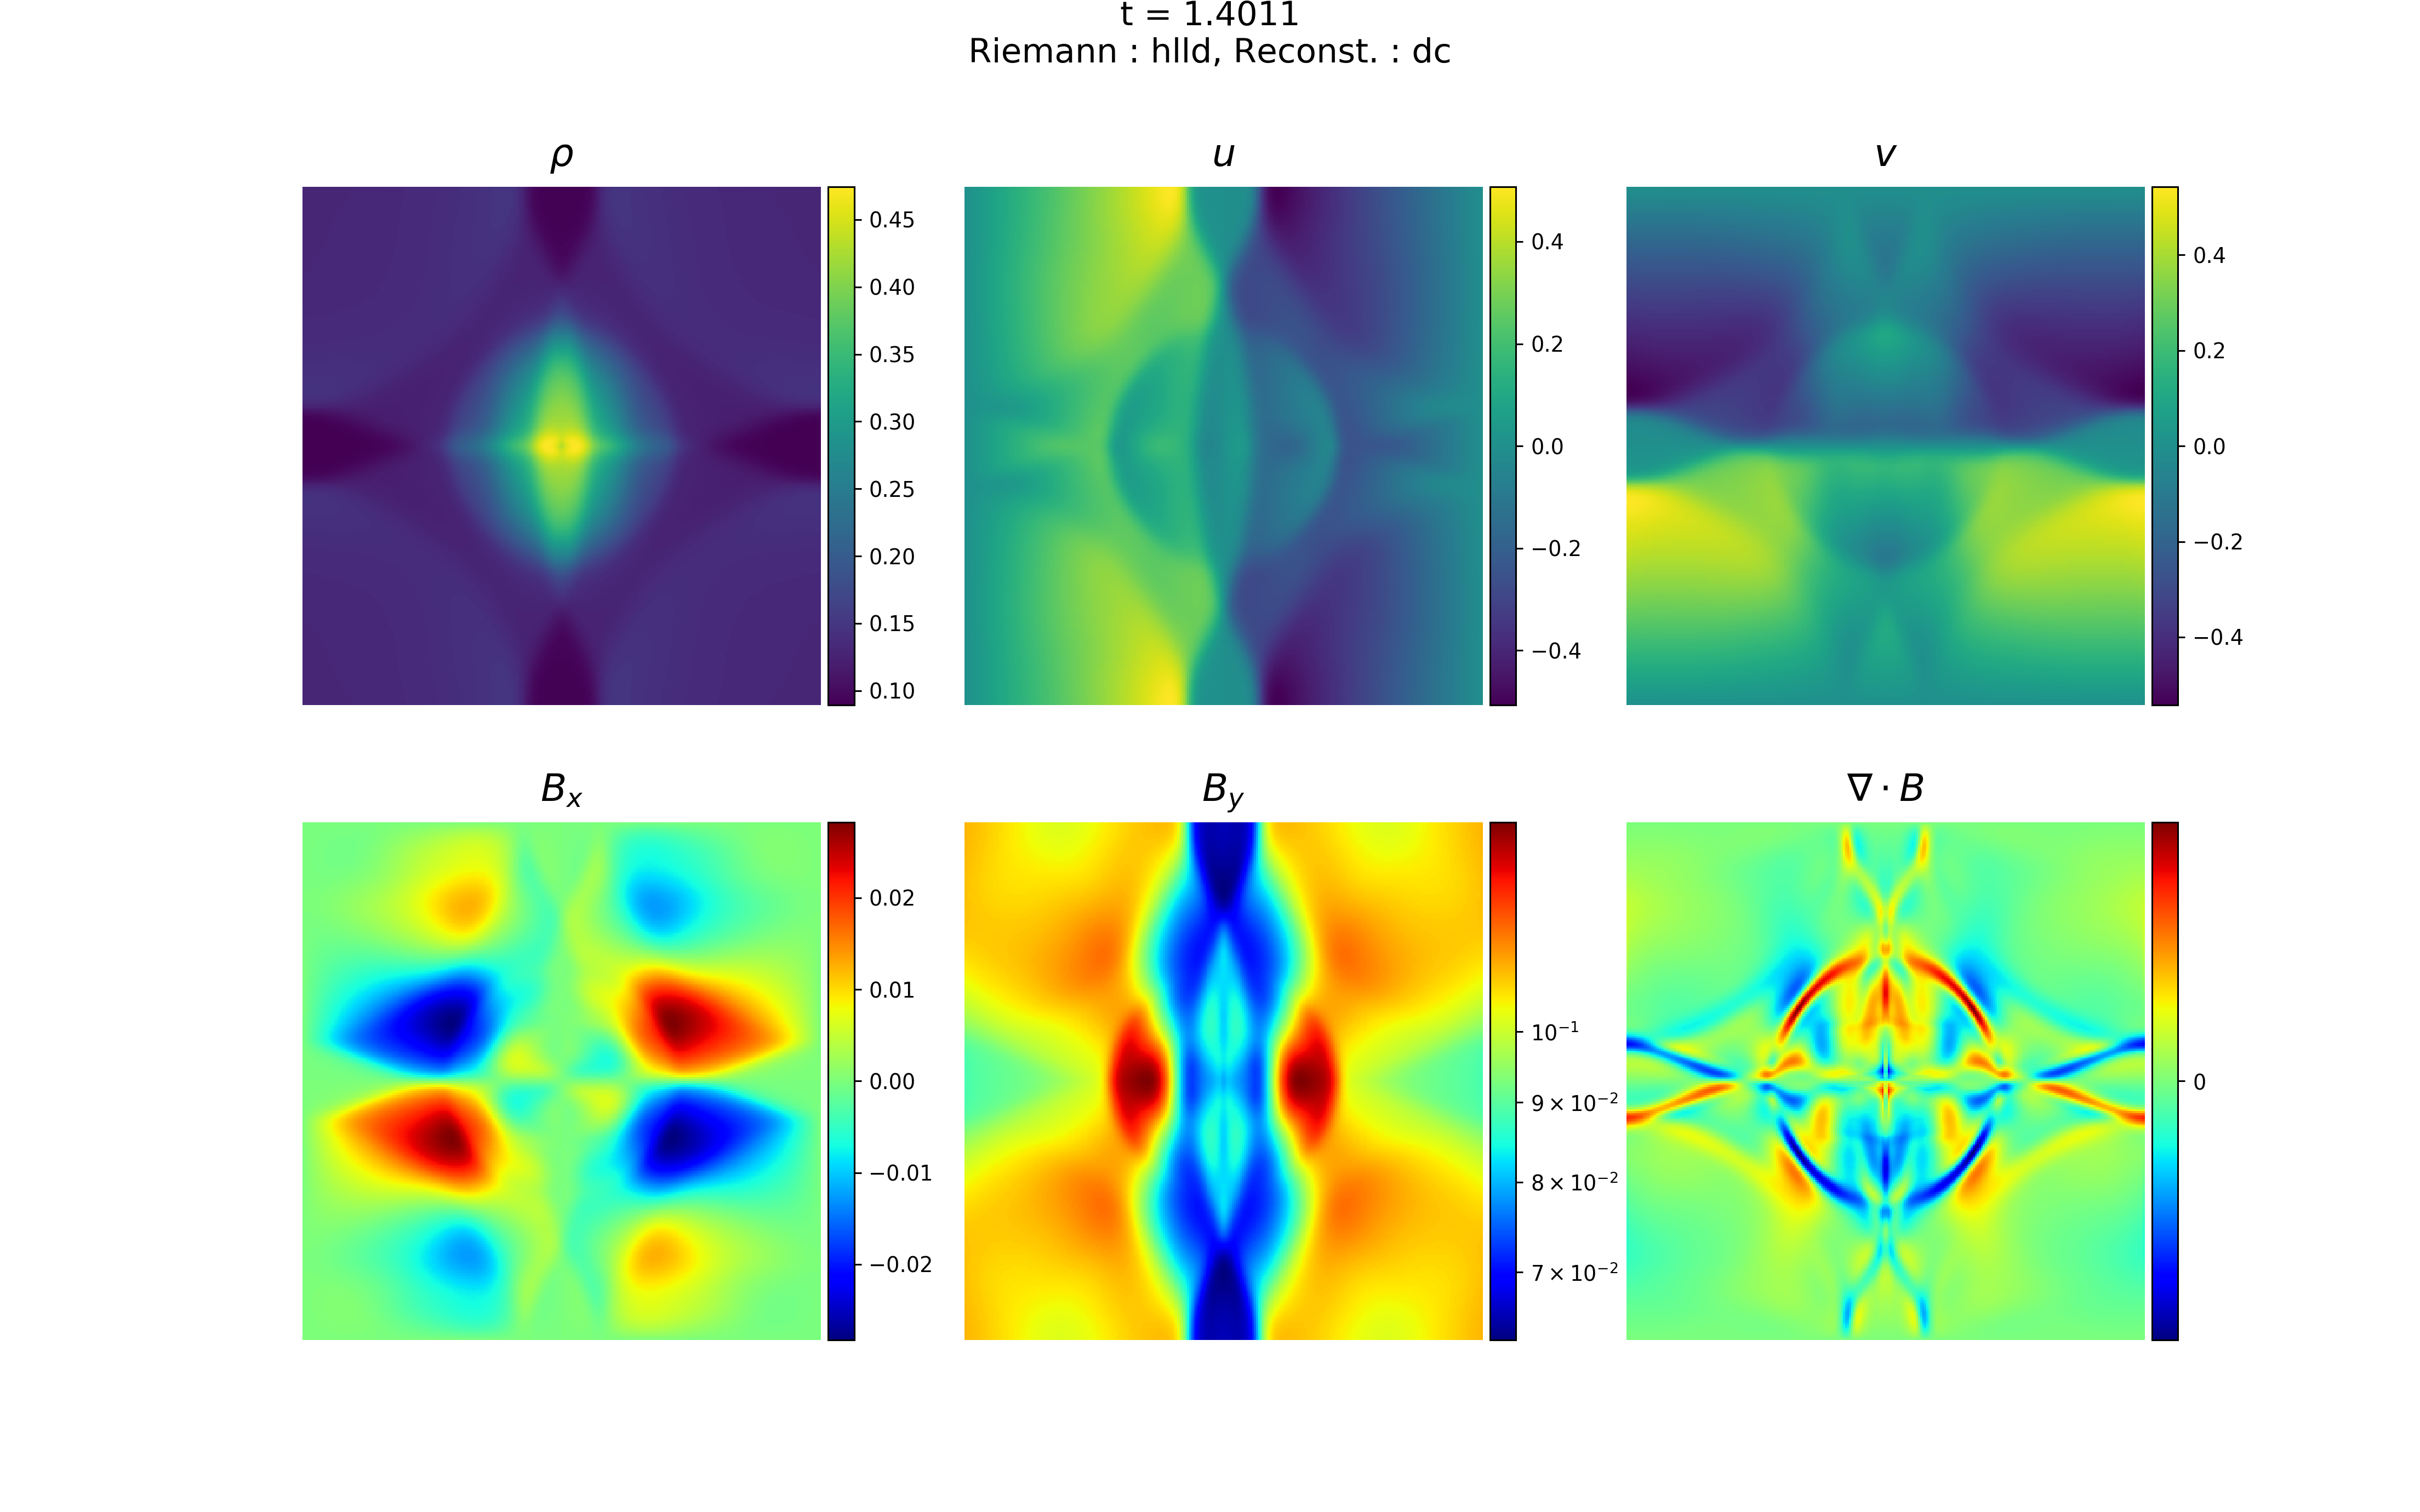 t = 1.4011
Riemann : hlld, Reconst. : dc
ρ
u
v
0.45
0.40
0.35
0.30
0.25
0.20
0.15
0.10
0.4
0.2
0.0
−0.2
−0.4
0.4
0.2
0.0
−0.2
−0.4
Bₓ
B_y
∇ · B
0.02
0.01
0.00
−0.01
−0.02
10⁻¹
9 × 10⁻²
8 × 10⁻²
7 × 10⁻²
0